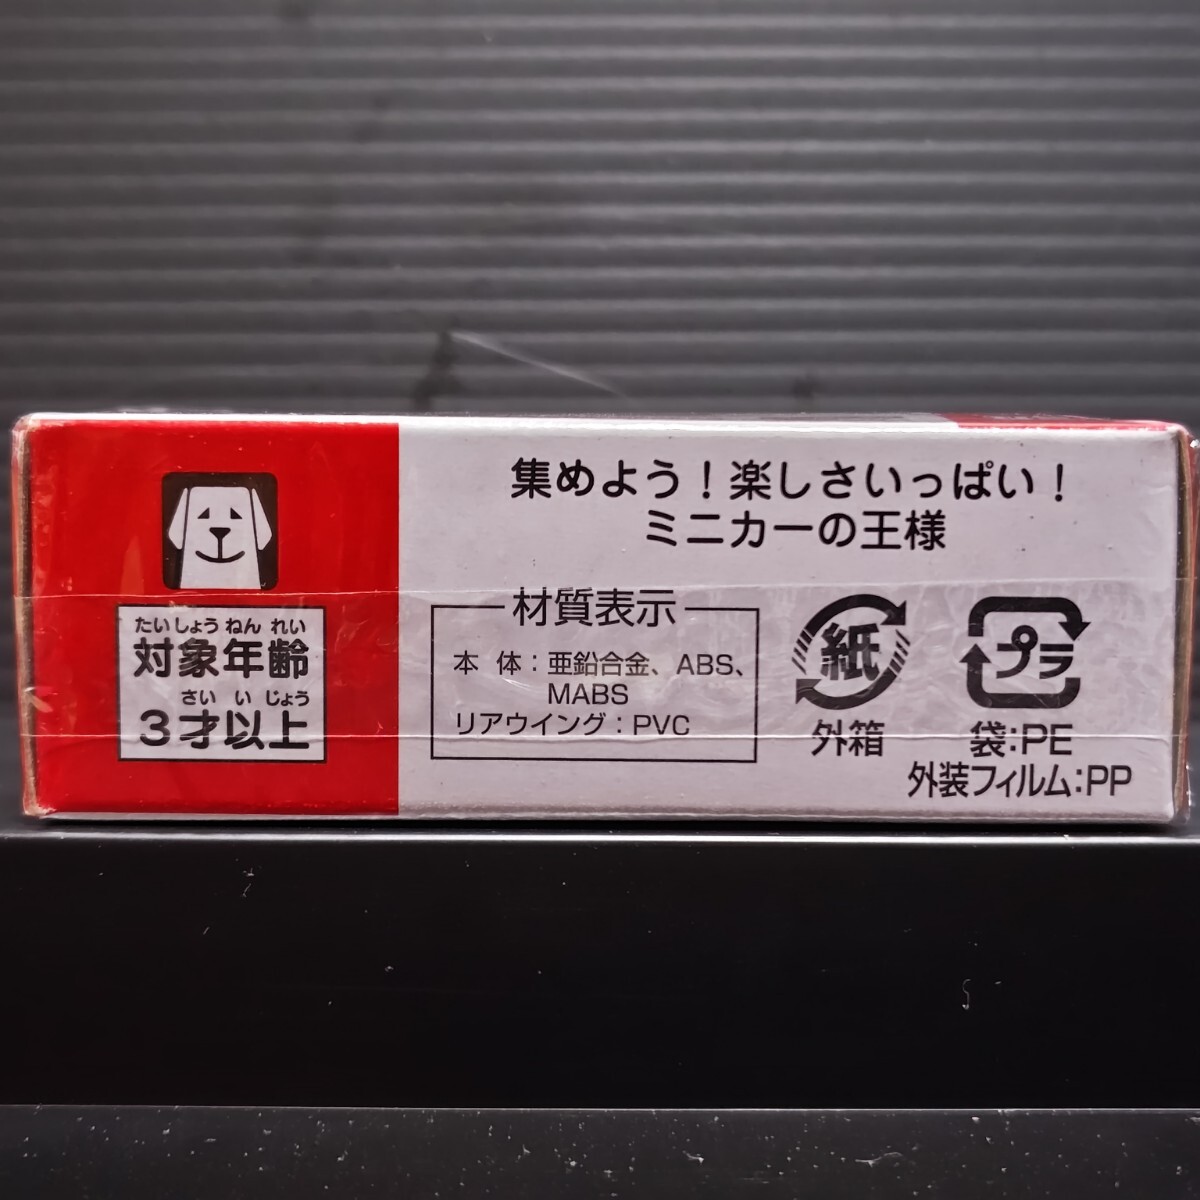 集めよう！楽しさいっぱい！
ミニカーの王様
たいしょうねんれい
対象年齢
さいいじょう
3才以上
材質表示
本体：亜鉛合金、ABS、
MABS
リアウイング：PVC
紙
外箱
プラ
袋：PE
外装フィルム：PP